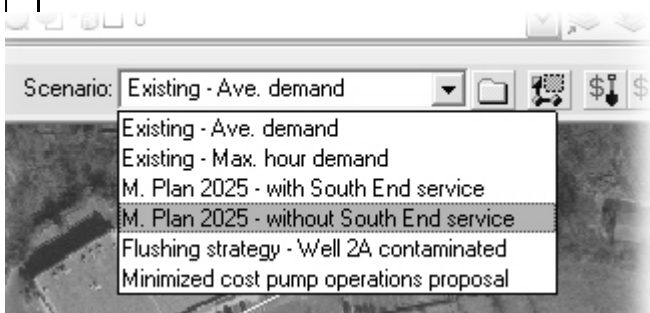 Scenario: Existing - Ave. demand
Existing - Ave. demand
Existing - Max. hour demand
M. Plan 2025 - with South End service
M. Plan 2025 - without South End service
Flushing strategy - Well 2A contaminated
Minimized cost pump operations proposal